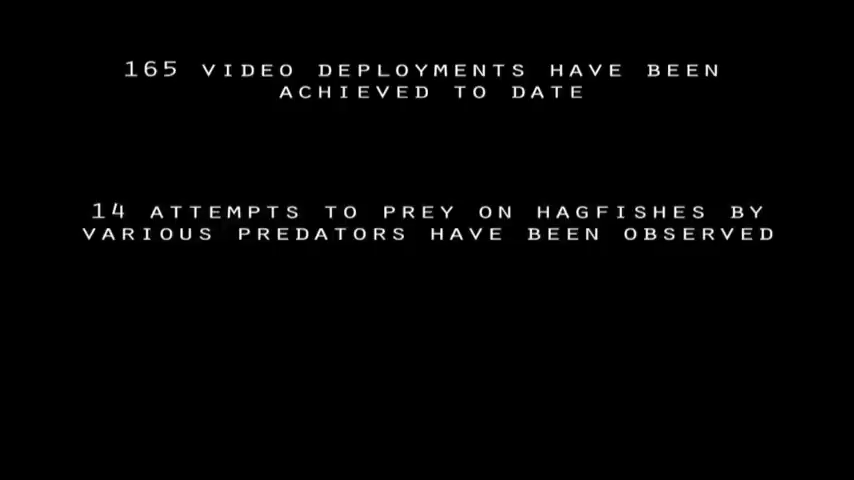 165 VIDEO DEPLOYMENTS HAVE BEEN
ACHIEVED TO DATE
14 ATTEMPTS TO PREY ON HAGFISHES BY
VARIOUS PREDATORS HAVE BEEN OBSERVED